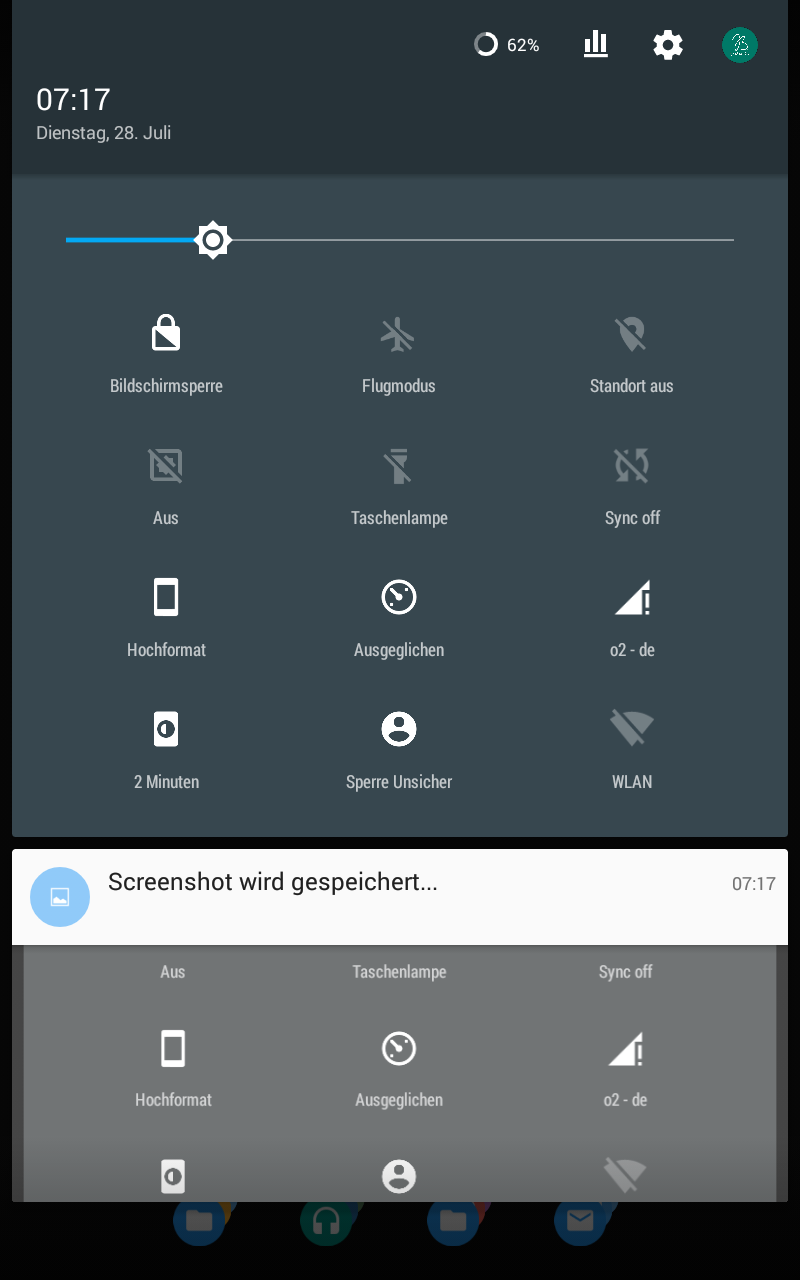 62%
07:17
Dienstag, 28. Juli
Bildschirmsperre Flugmodus Standort aus
Aus Taschenlampe Sync off
Hochformat Ausgeglichen o2 - de
2 Minuten Sperre Unsicher WLAN
Screenshot wird gespeichert... 07:17
Aus Taschenlampe Sync off
Hochformat Ausgeglichen o2 - de